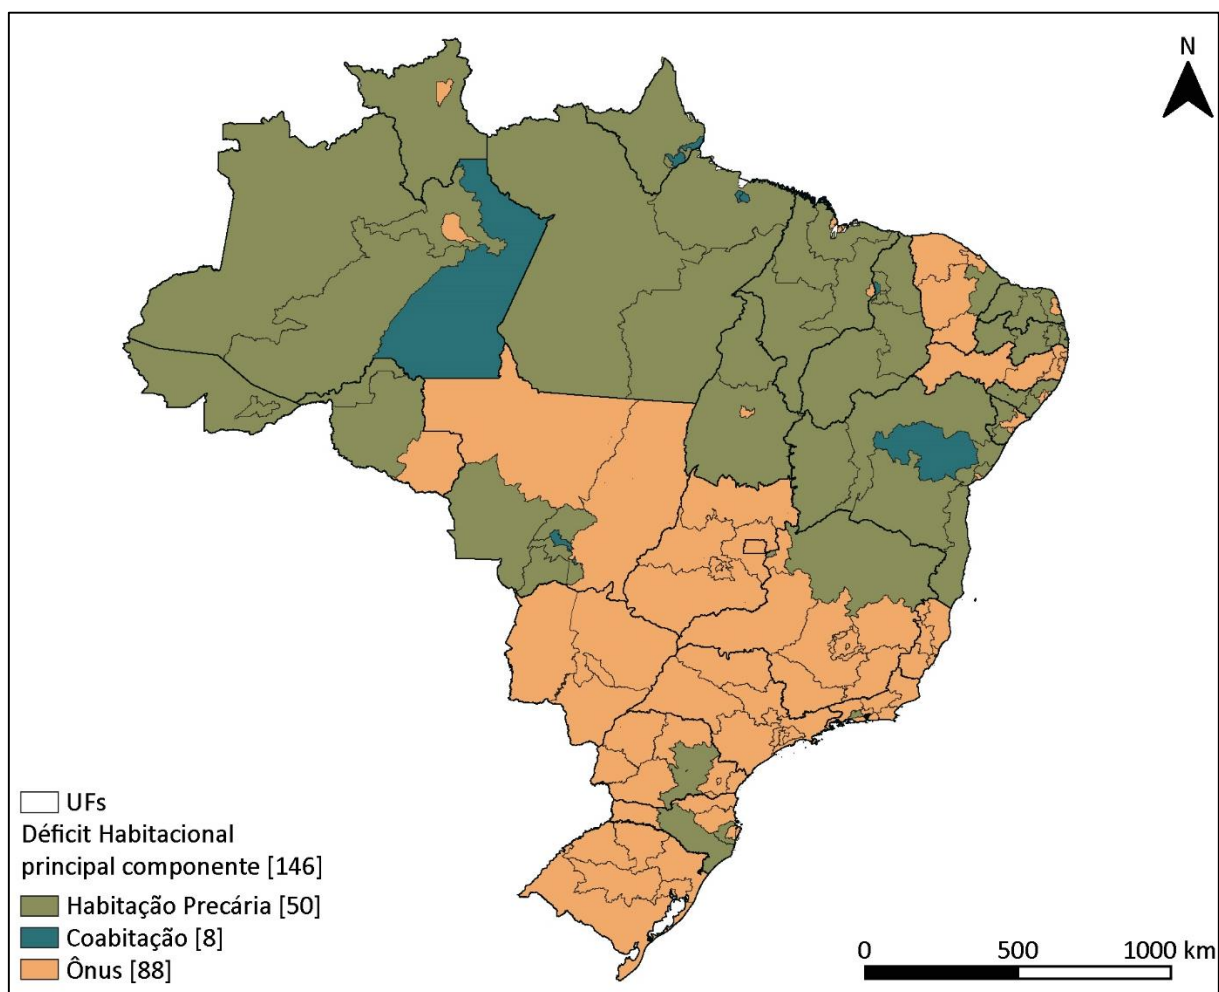 N
UFs
Déficit Habitacional
principal componente [146]
Habitação Precária [50]
Coabitação [8]
Ônus [88]
0 500 1000 km